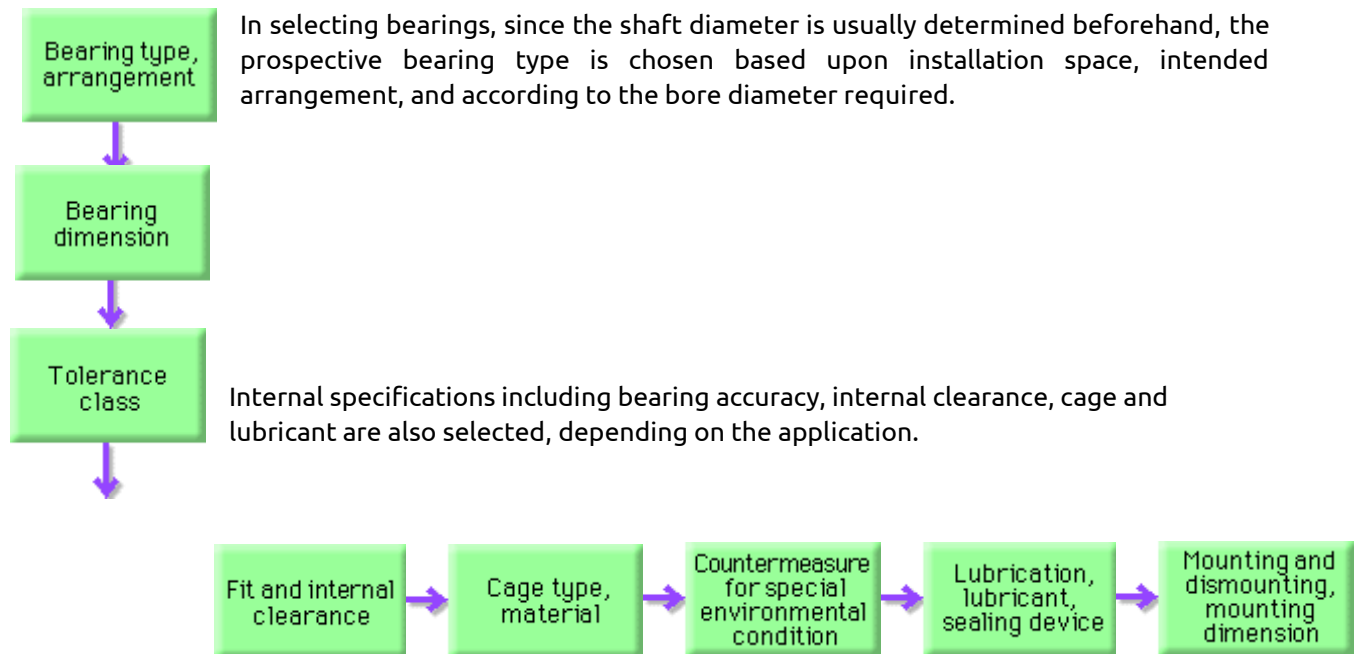 Bearing type,
arrangement
In selecting bearings, since the shaft diameter is usually determined beforehand, the
prospective bearing type is chosen based upon installation space, intended
arrangement, and according to the bore diameter required.
Bearing
dimension
Tolerance
class
Internal specifications including bearing accuracy, internal clearance, cage and
lubricant are also selected, depending on the application.
Fit and internal
clearance
Cage type,
material
Countermeasure
for special
environmental
condition
Lubrication,
lubricant,
sealing device
Mounting and
dismounting,
mounting
dimension